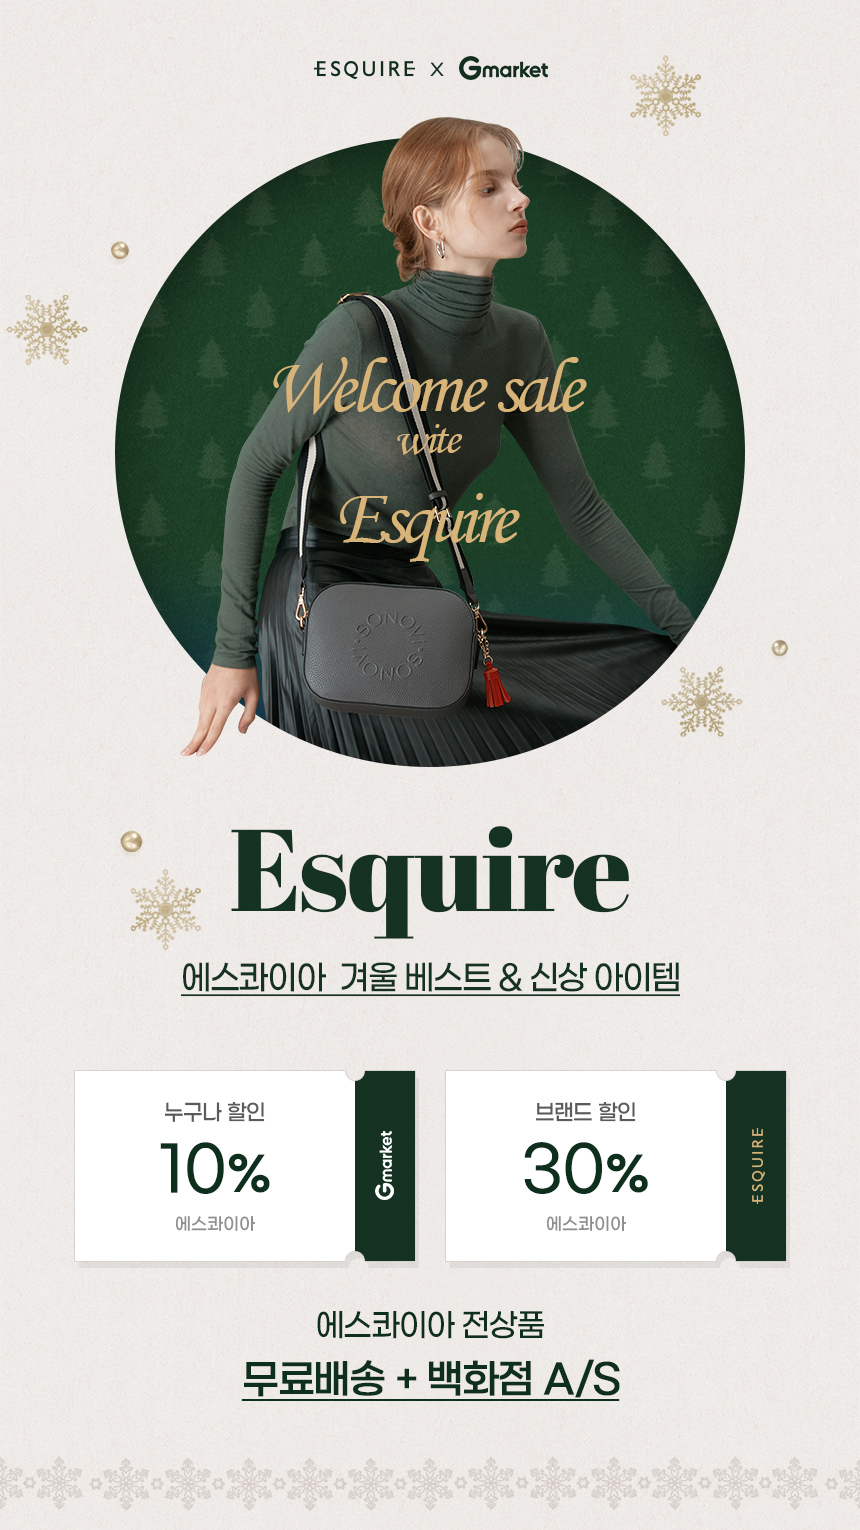 ESQUIRE X Gmarket
Welcome sale
wite
Esquire
SONOVI
SONOVI
Esquire
에스콰이아 겨울 베스트 & 신상 아이템
누구나 할인
10%
에스콰이아
Gmarket
브랜드 할인
30%
에스콰이아
ESQUIRE
에스콰이아 전상품
무료배송 + 백화점 A/S